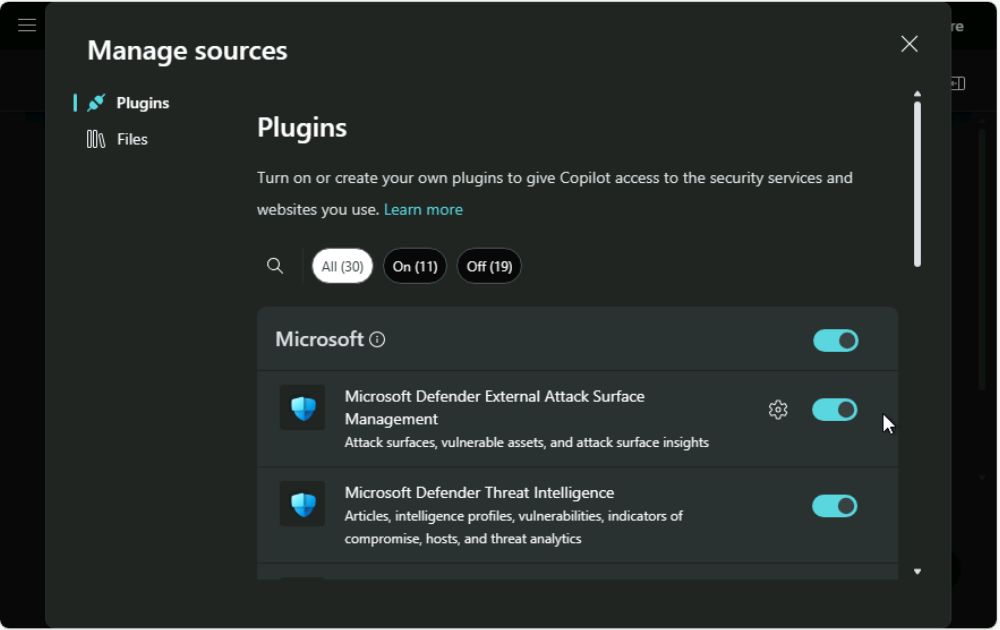 re
Manage sources
Plugins
Files
Plugins
Turn on or create your own plugins to give Copilot access to the security services and
websites you use. Learn more
All (30)
On (11)
Off (19)
Microsoft
Microsoft Defender External Attack Surface
Management
Attack surfaces, vulnerable assets, and attack surface insights
Microsoft Defender Threat Intelligence
Articles, intelligence profiles, vulnerabilities, indicators of
compromise, hosts, and threat analytics